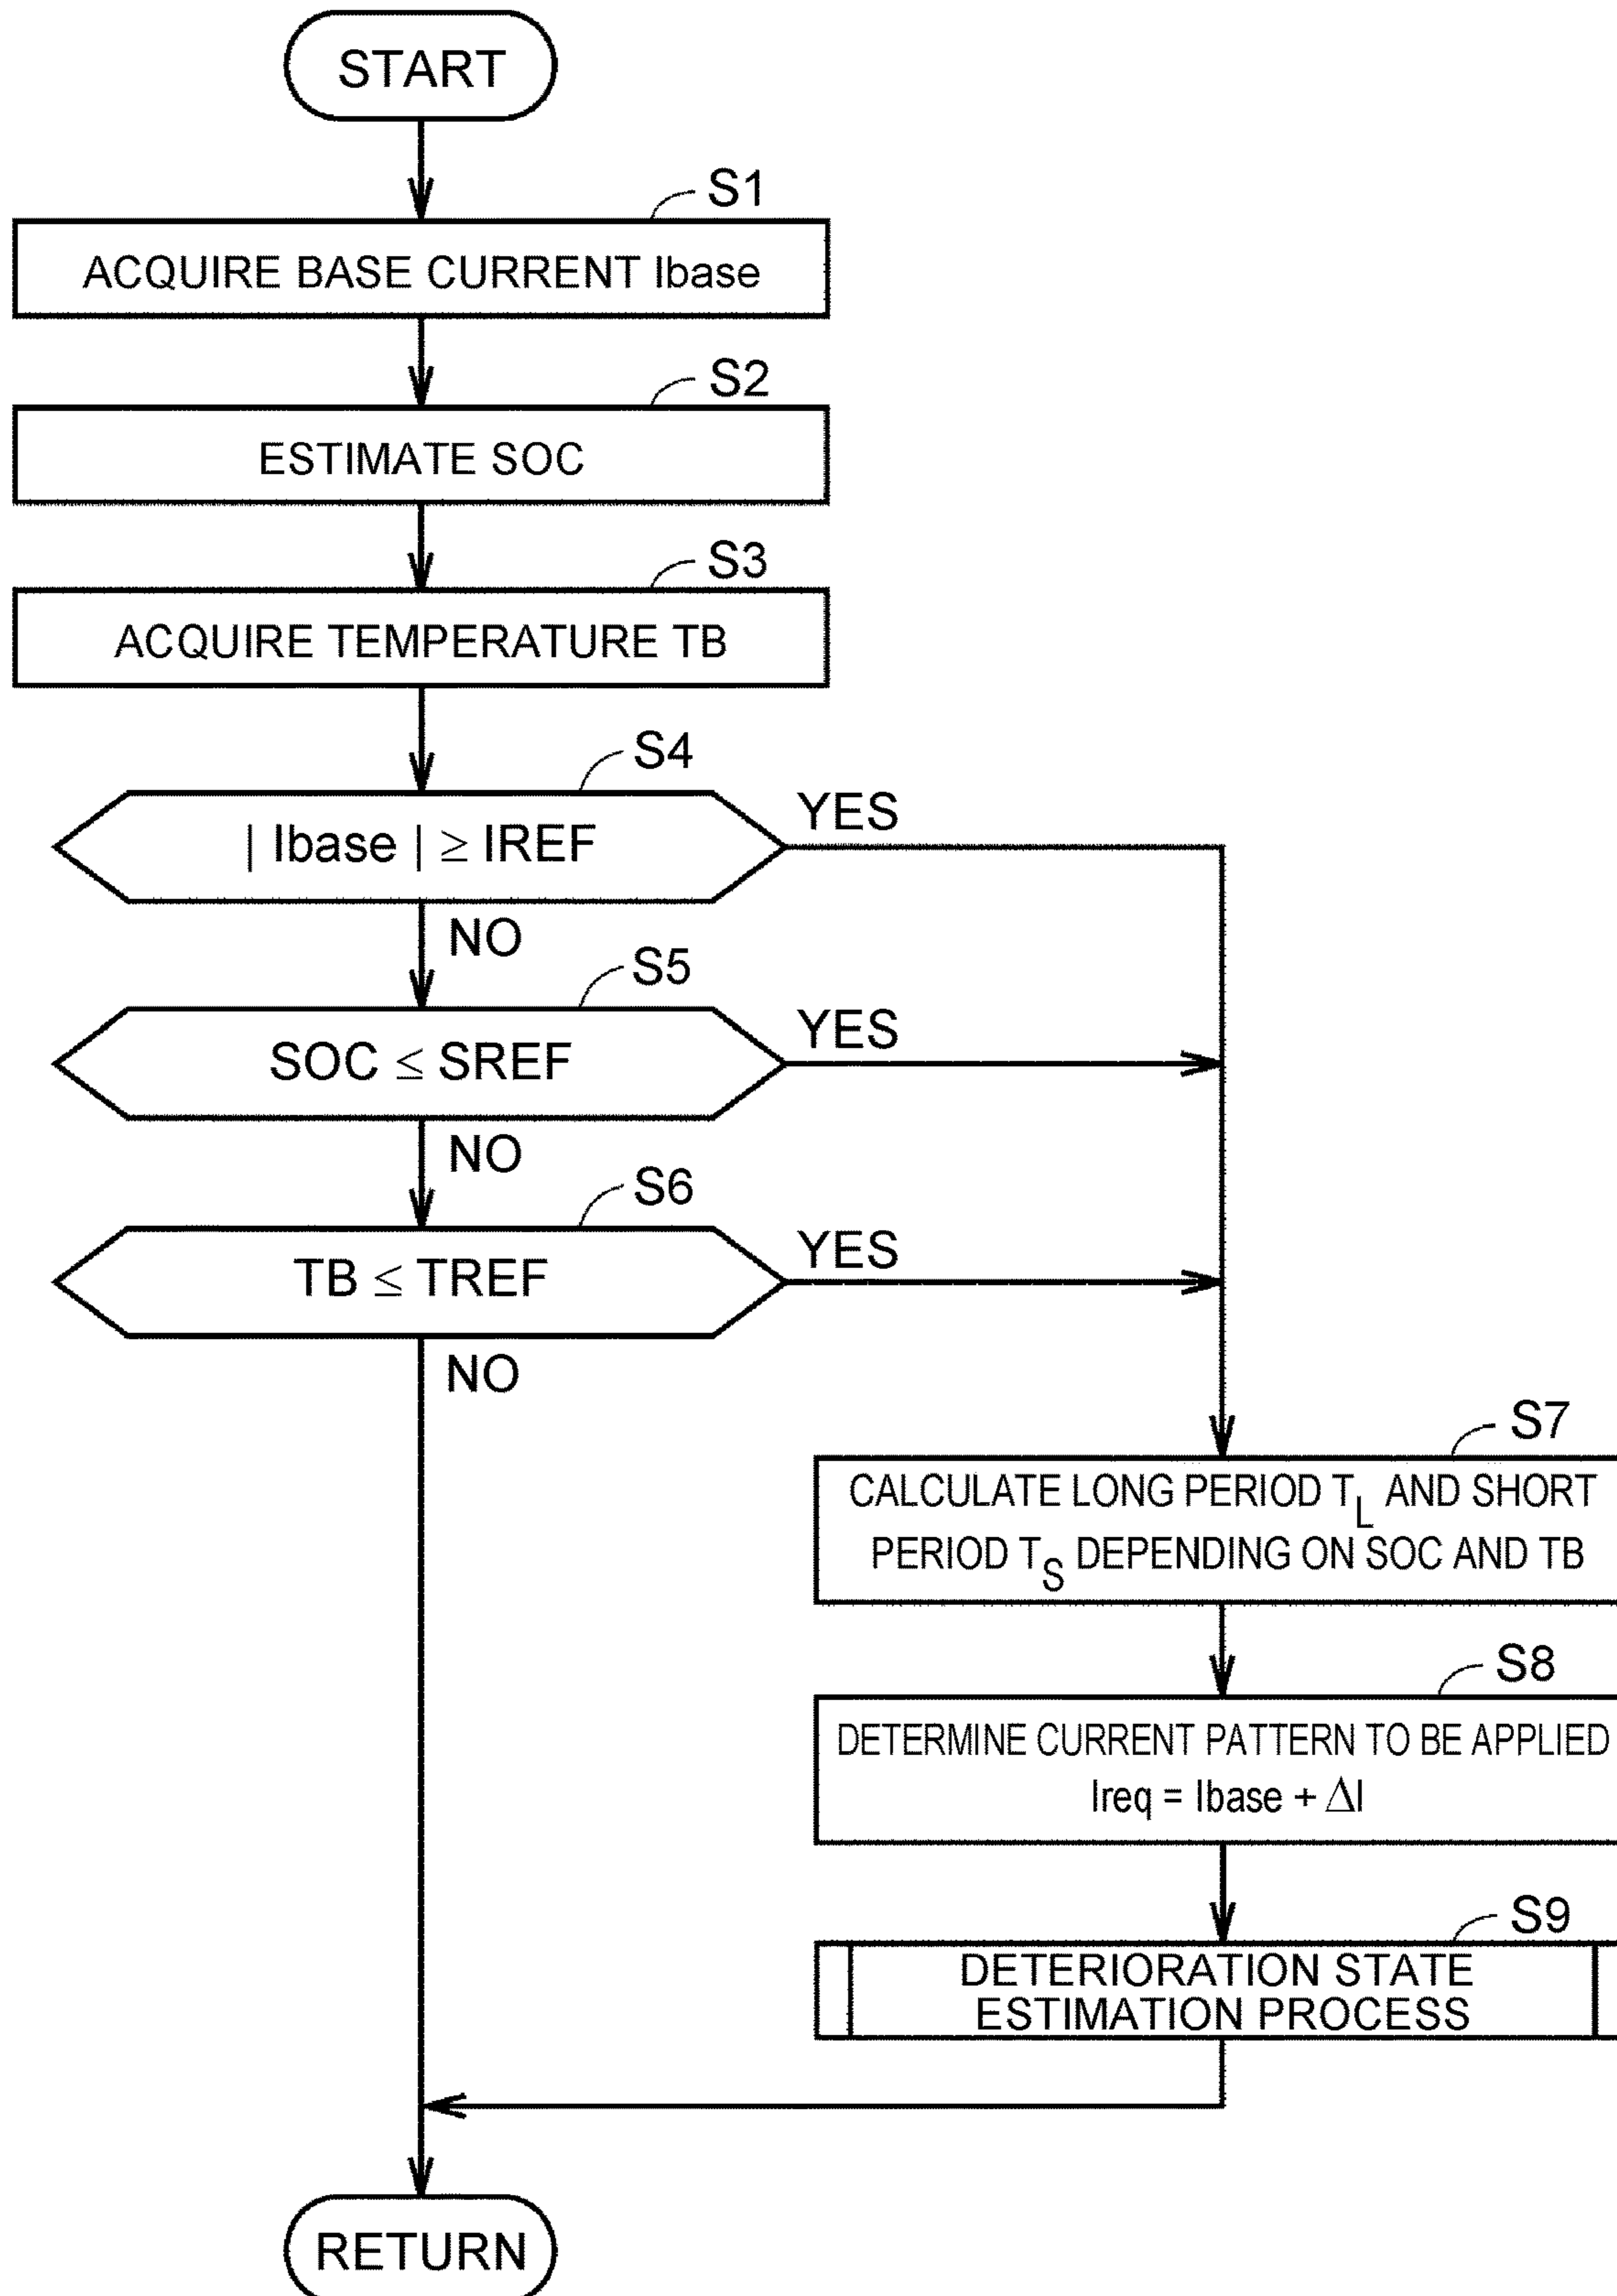 START
S1
ACQUIRE BASE CURRENT Ibase
S2
ESTIMATE SOC
S3
ACQUIRE TEMPERATURE TB
S4
| Ibase | ≥ IREF
YES
NO
S5
SOC ≤ SREF
YES
NO
S6
TB ≤ TREF
YES
NO
S7
CALCULATE LONG PERIOD T_L AND SHORT
PERIOD T_S DEPENDING ON SOC AND TB
S8
DETERMINE CURRENT PATTERN TO BE APPLIED
Ireq = Ibase + ΔI
S9
DETERIORATION STATE
ESTIMATION PROCESS
RETURN